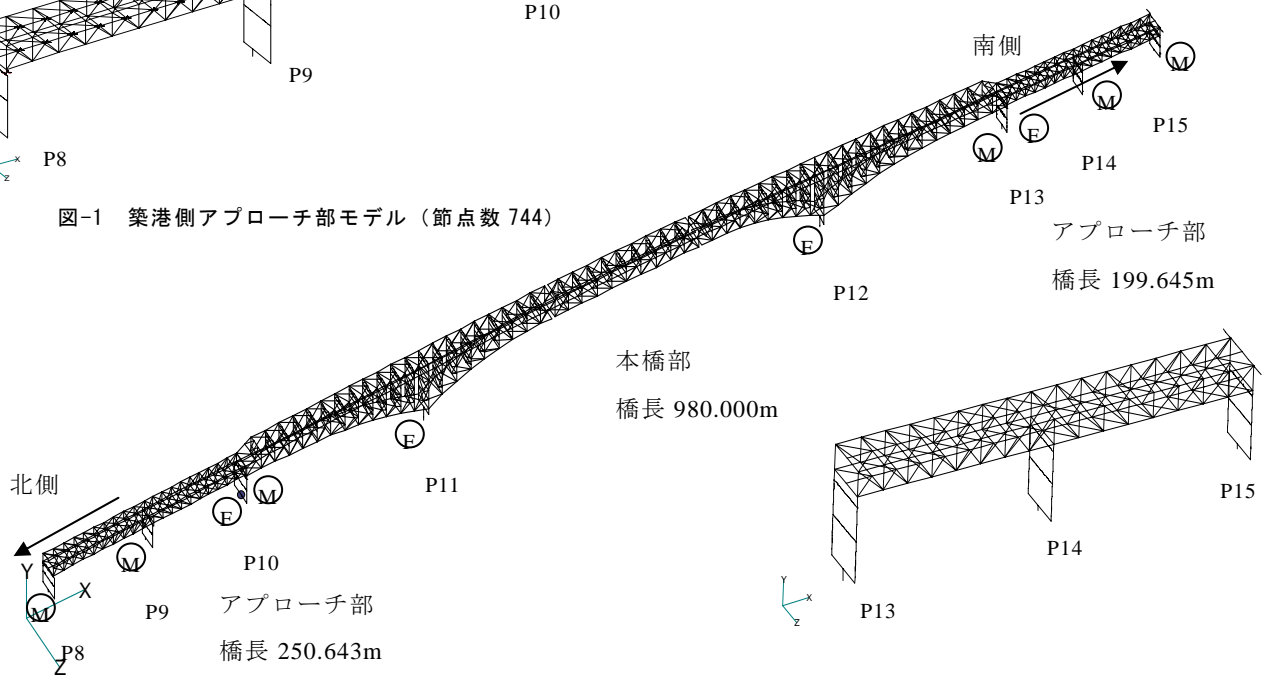 P10
P9
P8
x
z
図-1 築港側アプローチ部モデル（節点数 744）
南側
M
M
P15
F
M
P14
P13
アプローチ部
橋長 199.645m
F
P12
本橋部
橋長 980.000m
F
P11
北側
M
F
P10
M
P9
アプローチ部
橋長 250.643m
Y
X
M
P8
Z
P15
P14
P13
Y
X
Z